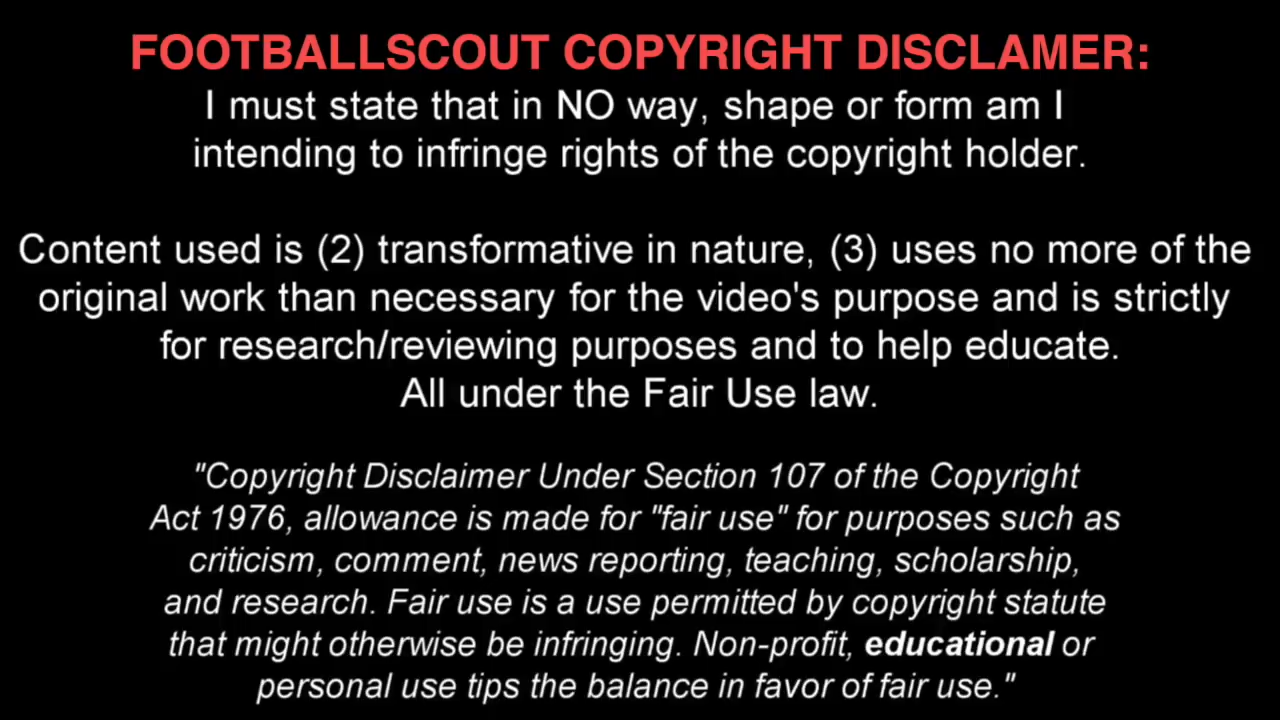 FOOTBALLSCOUT COPYRIGHT DISCLAMER:
I must state that in NO way, shape or form am I
intending to infringe rights of the copyright holder.
Content used is (2) transformative in nature, (3) uses no more of the
original work than necessary for the video's purpose and is strictly
for research/reviewing purposes and to help educate.
All under the Fair Use law.
"Copyright Disclaimer Under Section 107 of the Copyright
Act 1976, allowance is made for "fair use" for purposes such as
criticism, comment, news reporting, teaching, scholarship,
and research. Fair use is a use permitted by copyright statute
that might otherwise be infringing. Non-profit, educational or
personal use tips the balance in favor of fair use."